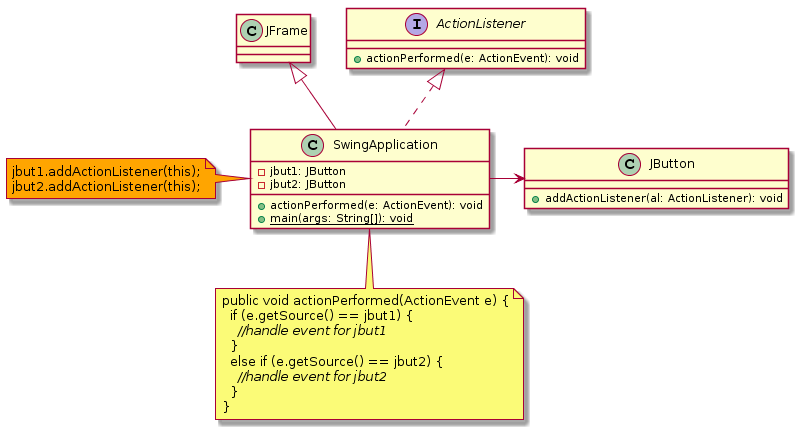 C JFrame
I ActionListener
actionPerformed(e: ActionEvent): void
C SwingApplication
jbut1: JButton
jbut2: JButton
actionPerformed(e: ActionEvent): void
main(args: String[]): void
jbut1.addActionListener(this);
jbut2.addActionListener(this);
C JButton
addActionListener(al: ActionListener): void
public void actionPerformed(ActionEvent e) {
if (e.getSource() == jbut1) {
//handle event for jbut1
}
else if (e.getSource() == jbut2) {
//handle event for jbut2
}
}